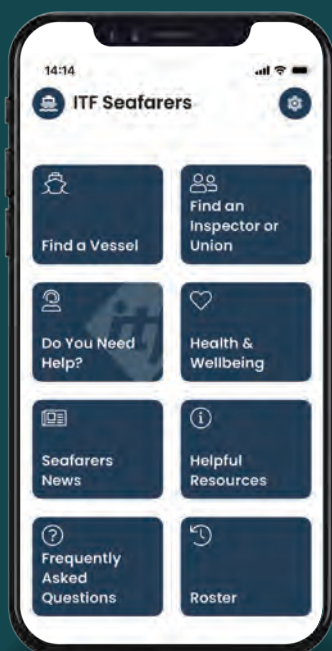 14:14
ITF Seafarers
Find a Vessel
Find an
Inspector or
Union
Do You Need
Help?
itf
Health &
Wellbeing
Seafarers
News
Helpful
Resources
Frequently
Asked
Questions
Roster